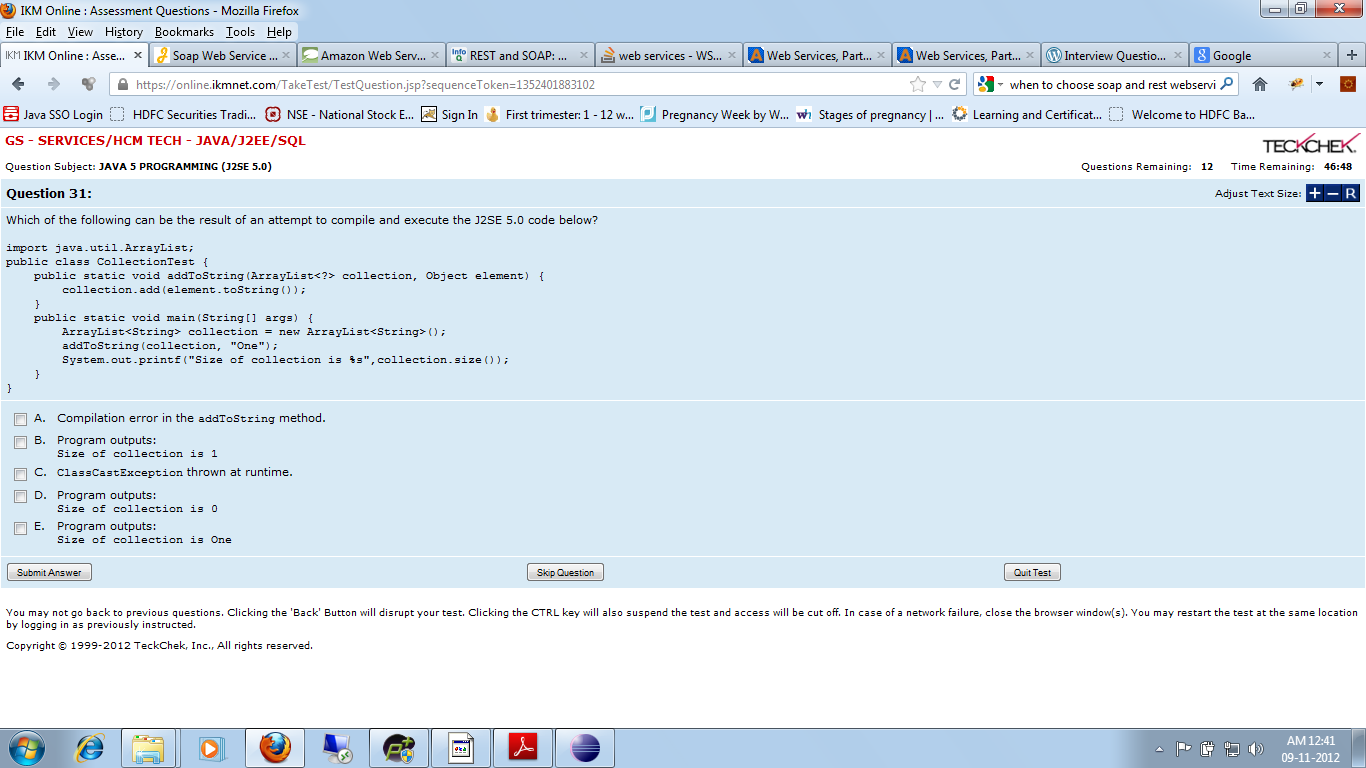 IKM Online : Assessment Questions - Mozilla Firefox
File Edit View History Bookmarks Tools Help
IKM IKM Online : Asse... Soap Web Service ... Amazon Web Serv... InfoQ REST and SOAP: ... web services - WS... Web Services, Part... Web Services, Part... Interview Questio... Google
https://online.ikmnet.com/TakeTest/TestQuestion.jsp?sequenceToken=1352401883102 when to choose soap and rest webservi
Java SSO Login HDFC Securities Tradi... NSE - National Stock E... Sign In First trimester: 1 - 12 w... Pregnancy Week by W... Stages of pregnancy | ... Learning and Certificat... Welcome to HDFC Ba...
GS - SERVICES/HCM TECH - JAVA/J2EE/SQL TECKCHEK
Question Subject: JAVA 5 PROGRAMMING (J2SE 5.0) Questions Remaining: 12 Time Remaining: 46:48
Question 31: Adjust Text Size: + - R
Which of the following can be the result of an attempt to compile and execute the J2SE 5.0 code below?
import java.util.ArrayList;
public class CollectionTest {
public static void addToString(ArrayList<?> collection, Object element) {
collection.add(element.toString());
}
public static void main(String[] args) {
ArrayList<String> collection = new ArrayList<String>();
addToString(collection, "One");
System.out.printf("Size of collection is %s",collection.size());
}
}
A. Compilation error in the addToString method.
B. Program outputs:
Size of collection is 1
C. ClassCastException thrown at runtime.
D. Program outputs:
Size of collection is 0
E. Program outputs:
Size of collection is One
Submit Answer Skip Question Quit Test
You may not go back to previous questions. Clicking the 'Back' Button will disrupt your test. Clicking the CTRL key will also suspend the test and access will be cut off. In case of a network failure, close the browser window(s). You may restart the test at the same location
by logging in as previously instructed.
Copyright © 1999-2012 TeckChek, Inc., All rights reserved.
AM 12:41
09-11-2012